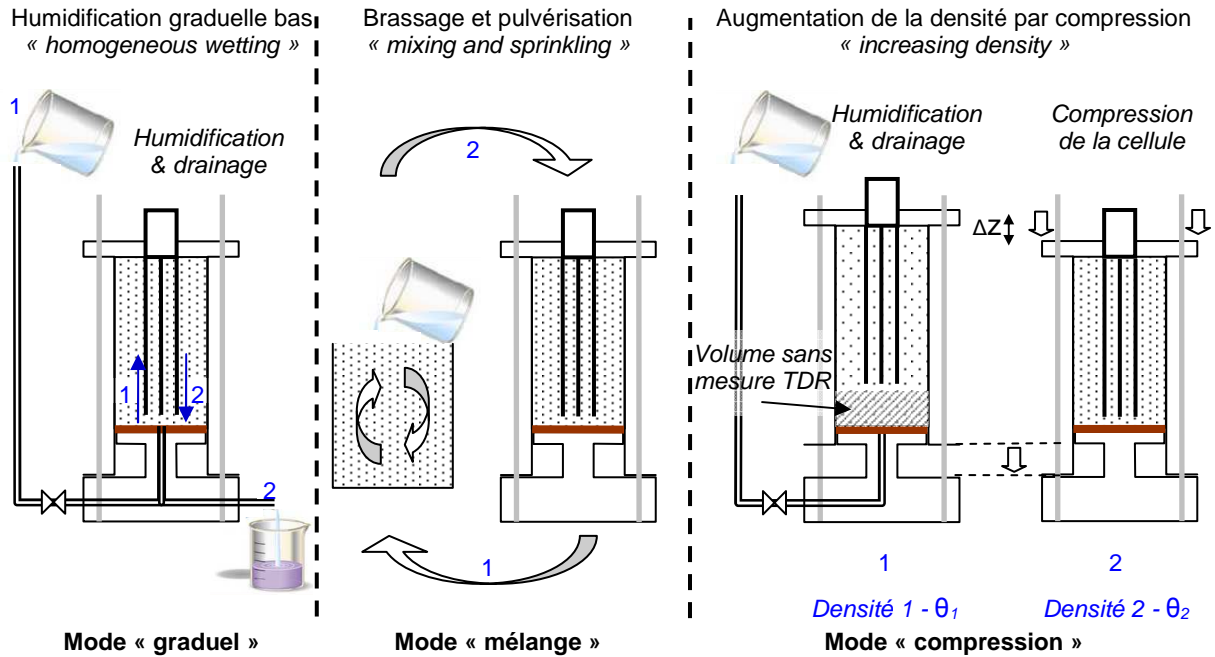 Humidification graduelle bas
« homogeneous wetting »
1
Humidification
& drainage
1
2
2
Mode « graduel »
Brassage et pulvérisation
« mixing and sprinkling »
2
1
Mode « mélange »
Augmentation de la densité par compression
« increasing density »
Humidification
& drainage
Compression
de la cellule
Δz
Volume sans
mesure TDR
1
2
Densité 1 - θ1
Densité 2 - θ2
Mode « compression »